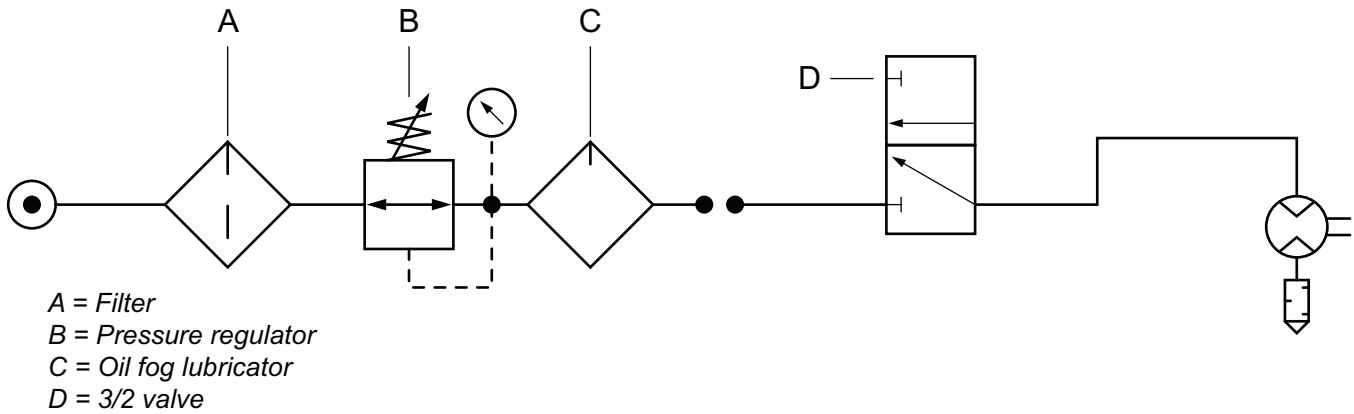 A
B
C
D
A = Filter
B = Pressure regulator
C = Oil fog lubricator
D = 3/2 valve